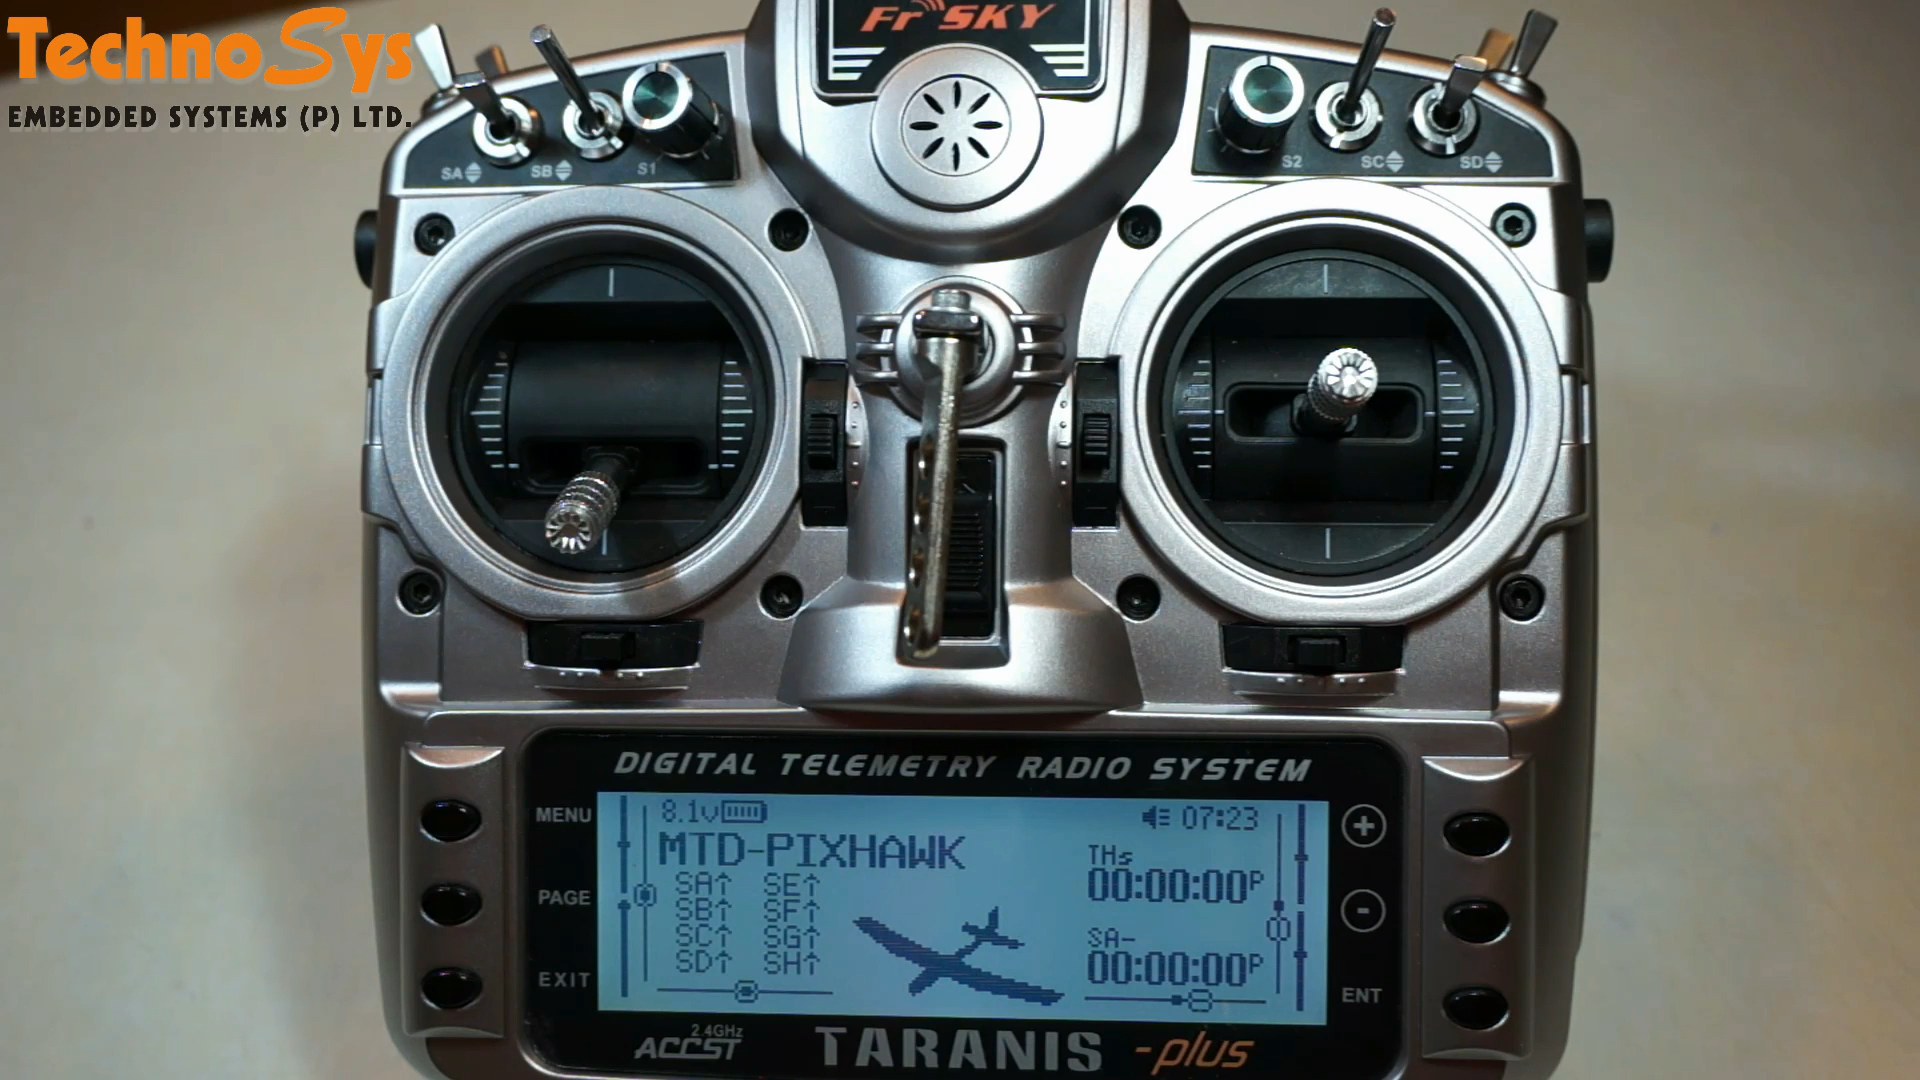 TechnoSys
EMBEDDED SYSTEMS (P) LTD.
FrSKY
SA
SB
S1
S2
SC
SD
DIGITAL TELEMETRY RADIO SYSTEM
MENU
PAGE
EXIT
8.1v
07:23
MTD-PIXHAWK
SA↑ SE↑
SB↑ SF↑
SC↑ SG↑
SD↑ SH↑
THs
00:00:00P
SA-
00:00:00P
+
-
ENT
2.4GHz
ACCST
TARANIS -plus